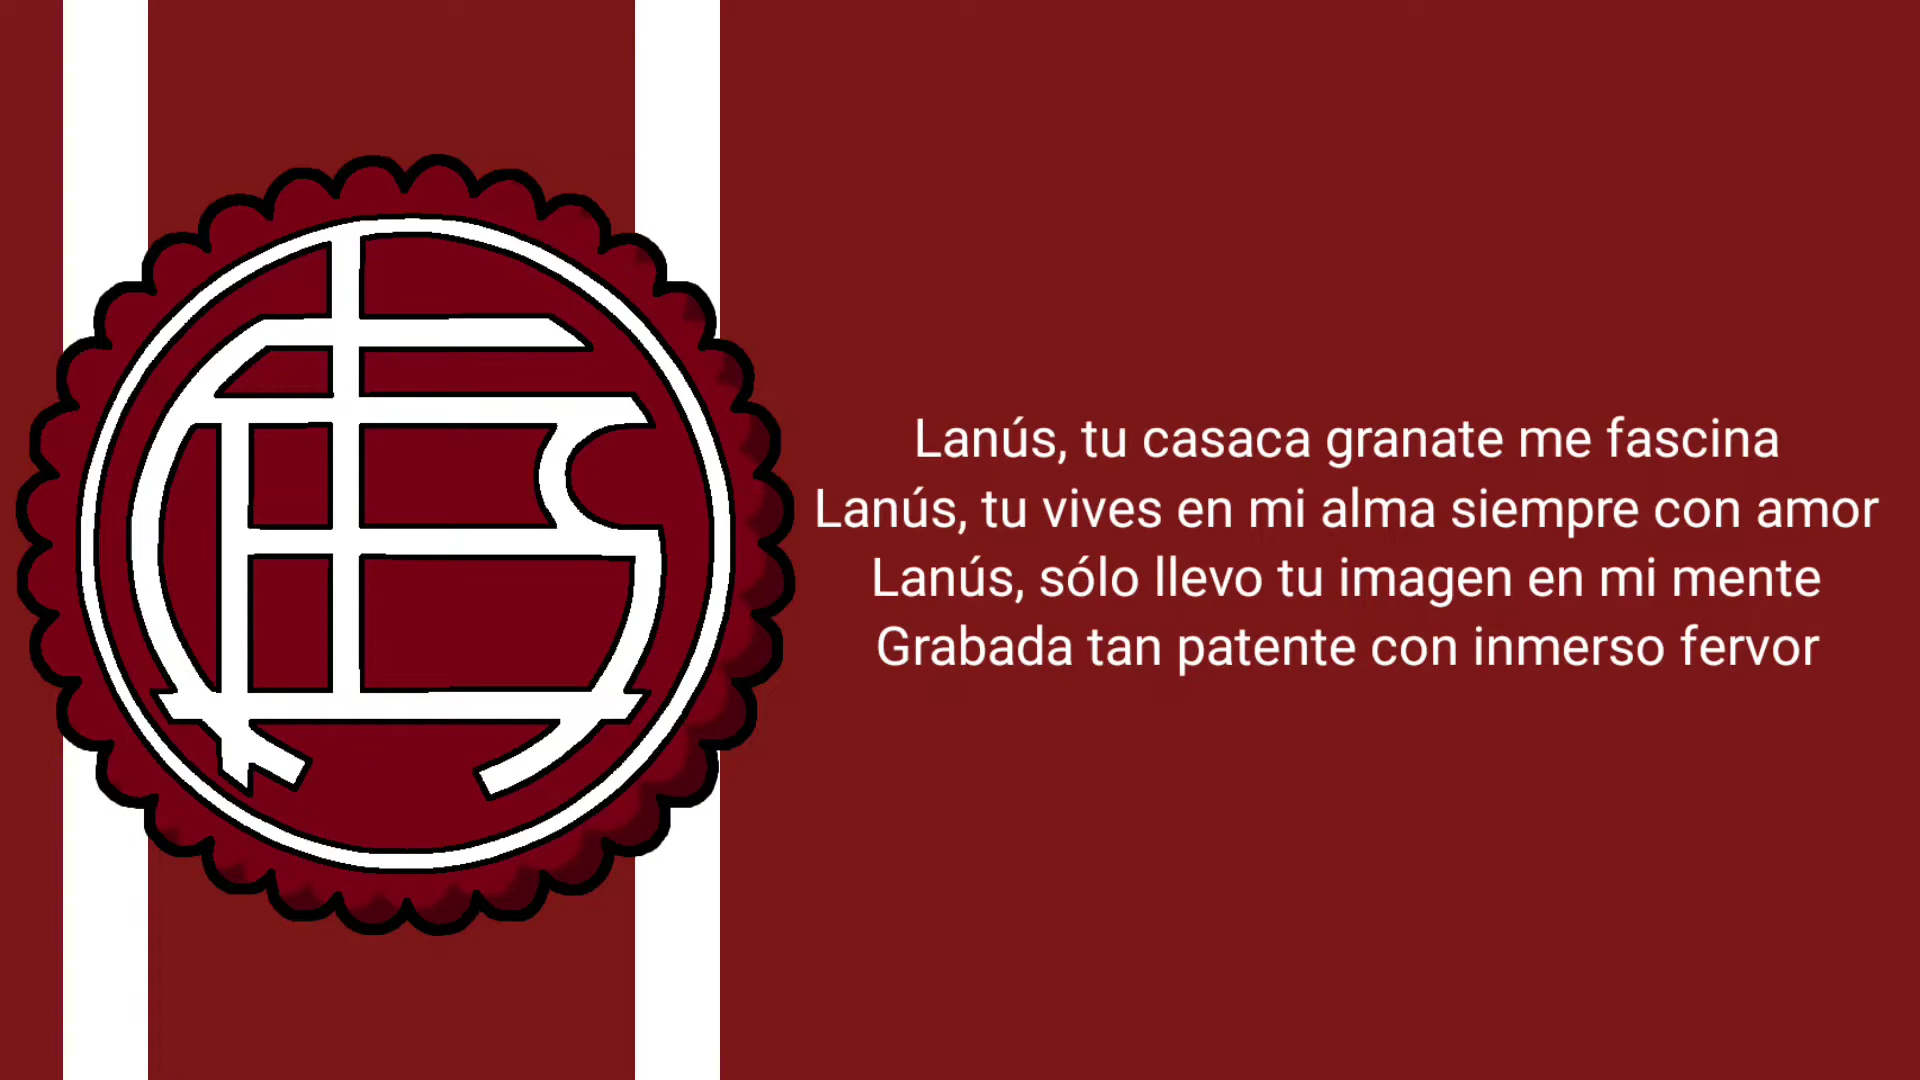 Lanús, tu casaca granate me fascina
Lanús, tu vives en mi alma siempre con amor
Lanús, sólo llevo tu imagen en mi mente
Grabada tan patente con inmerso fervor